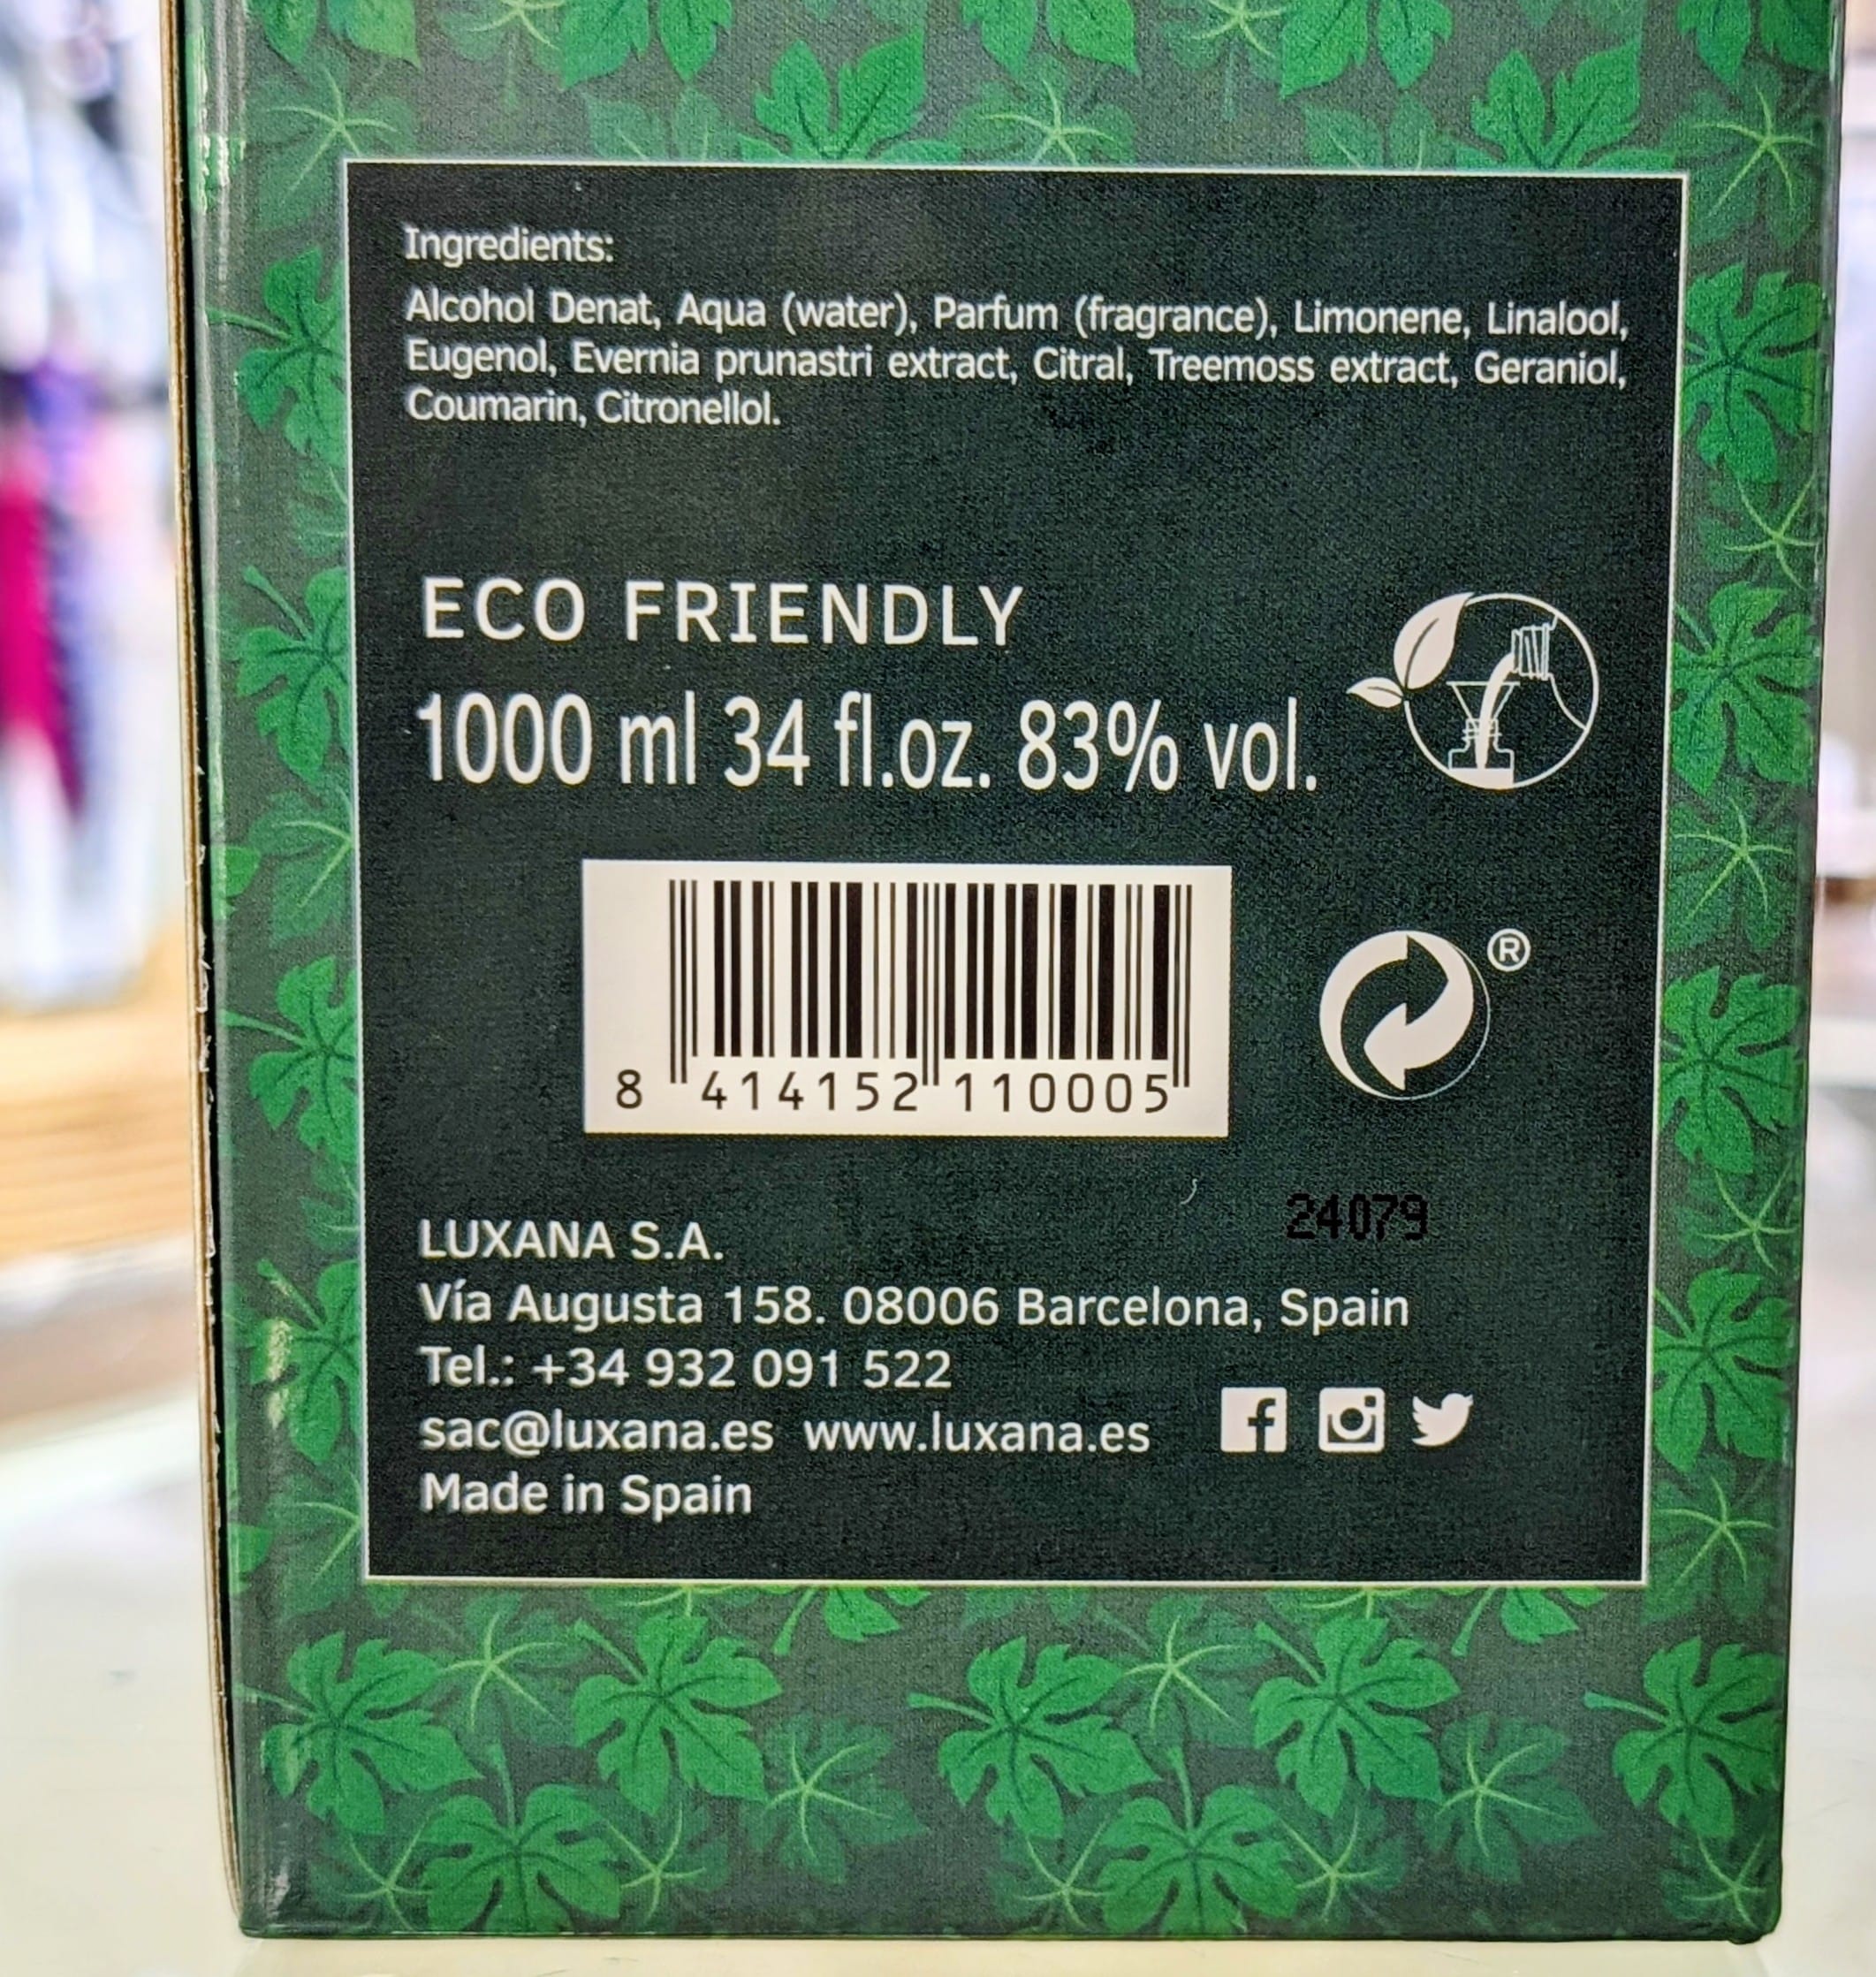 Ingredients:
Alcohol Denat, Aqua (water), Parfum (fragrance), Limonene, Linalool,
Eugenol, Evernia prunastri extract, Citral, Treemoss extract, Geraniol,
Coumarin, Citronellol.
ECO FRIENDLY
1000 ml 34 fl.oz. 83% vol.
8 414152 110005
®
24079
LUXANA S.A.
Vía Augusta 158. 08006 Barcelona, Spain
Tel.: +34 932 091 522
sac@luxana.es www.luxana.es
Made in Spain